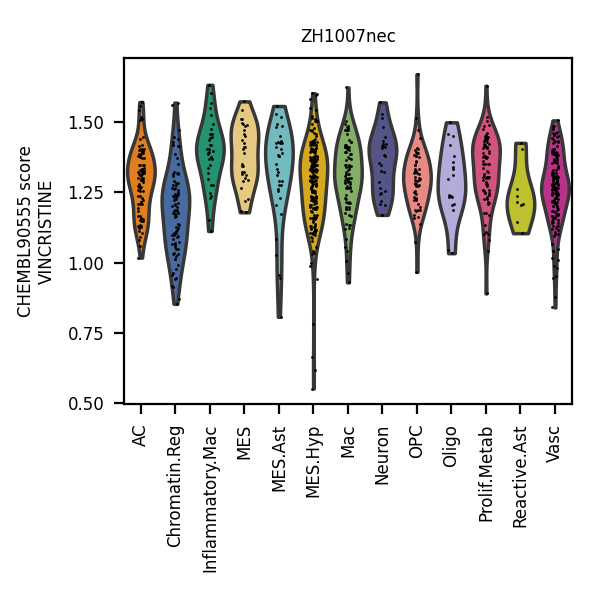 ZH1007nec
CHEMBL90555 score
VINCRISTINE
1.50
1.25
1.00
0.75
0.50
AC
Chromatin.Reg
Inflammatory.Mac
MES
MES.Ast
MES.Hyp
Mac
Neuron
OPC
Oligo
Prolif.Metab
Reactive.Ast
Vasc